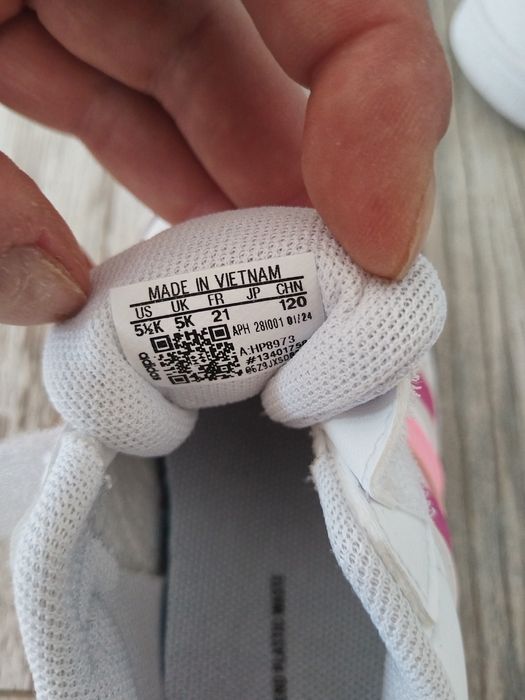 MADE IN VIETNAM
US UK FR JP CHN
5½K 5K 21 120
APH 281001 01/24
adidas
A:HP8973